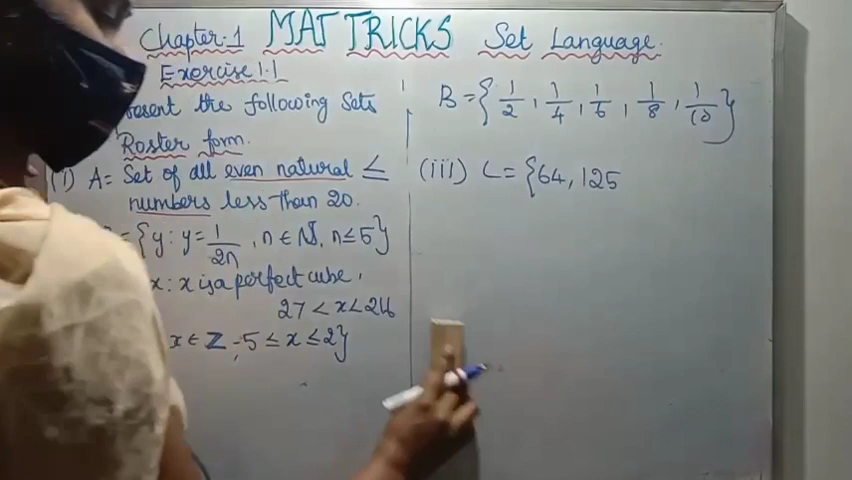 Chapter:1 MAT TRICKS Set Language.
Exercise 1.1
the following Sets
Roster form.
(i) A= Set of all even natural ≤
numbers less than 20.
={y: y=1/2n, n∈N, n≤5}
x: x is a perfect cube,
27 < x < 216
x ∈ Z, -5 ≤ x ≤ 2}
B={1/2, 1/4, 1/6, 1/8, 1/10}
(iii) C={64, 125